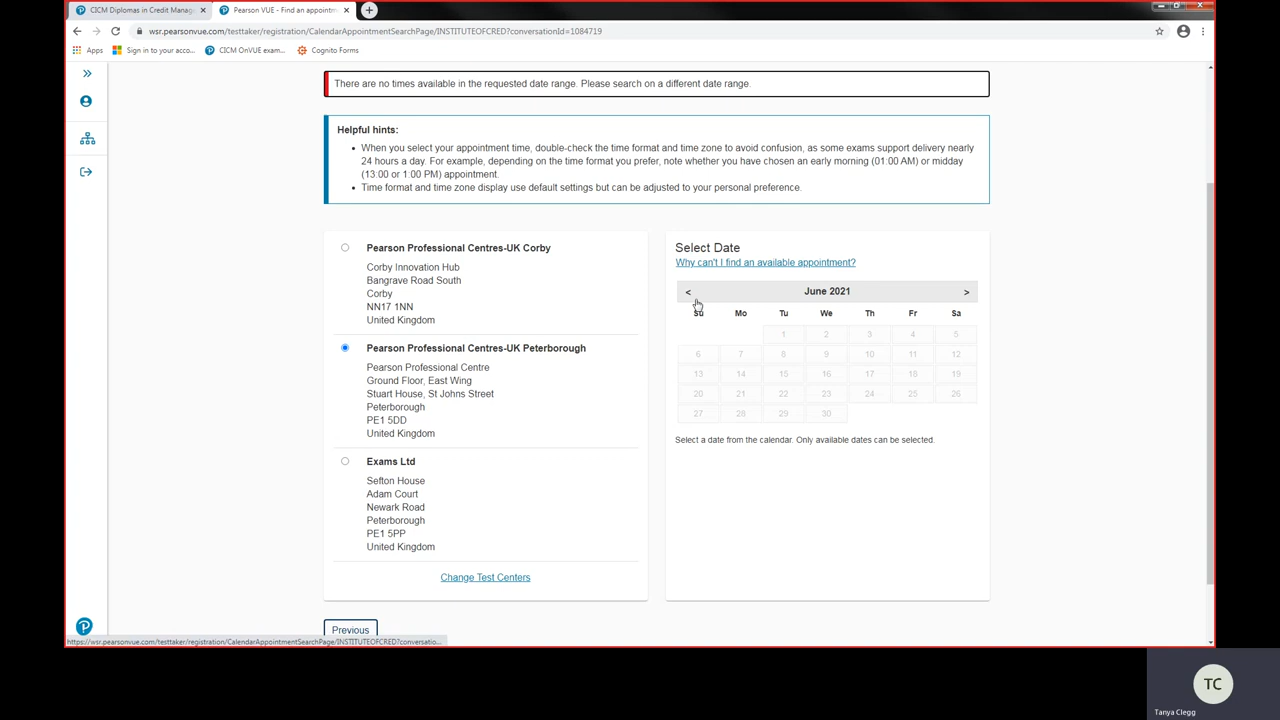 CICM Diplomas in Credit Manag
Pearson VUE - Find an appointm
wsr.pearsonvue.com/testtaker/registration/CalendarAppointmentSearchPage/INSTITUTEOFCRED?conversationId=1084719
Apps
Sign in to your acco...
CICM OnVUE exam...
Cognito Forms
There are no times available in the requested date range. Please search on a different date range.
Helpful hints:
• When you select your appointment time, double-check the time format and time zone to avoid confusion, as some exams support delivery nearly
24 hours a day. For example, depending on the time format you prefer, note whether you have chosen an early morning (01:00 AM) or midday
(13:00 or 1:00 PM) appointment.
• Time format and time zone display use default settings but can be adjusted to your personal preference.
Pearson Professional Centres-UK Corby
Corby Innovation Hub
Bangrave Road South
Corby
NN17 1NN
United Kingdom
Pearson Professional Centres-UK Peterborough
Pearson Professional Centre
Ground Floor, East Wing
Stuart House, St Johns Street
Peterborough
PE1 5DD
United Kingdom
Exams Ltd
Sefton House
Adam Court
Newark Road
Peterborough
PE1 5PP
United Kingdom
Change Test Centers
Select Date
Why can't I find an available appointment?
< June 2021 >
Su Mo Tu We Th Fr Sa
1 2 3 4 5
6 7 8 9 10 11 12
13 14 15 16 17 18 19
20 21 22 23 24 25 26
27 28 29 30
Select a date from the calendar. Only available dates can be selected.
Previous
https://wsr.pearsonvue.com/testtaker/registration/CalendarAppointmentSearchPage/INSTITUTEOFCRED?conversatio...
TC
Tanya Clegg